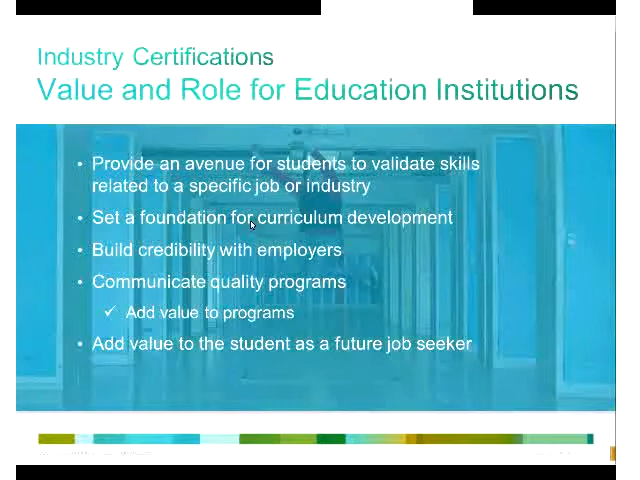 Industry Certifications
Value and Role for Education Institutions
• Provide an avenue for students to validate skills
related to a specific job or industry
• Set a foundation for curriculum development
• Build credibility with employers
• Communicate quality programs
✓ Add value to programs
• Add value to the student as a future job seeker